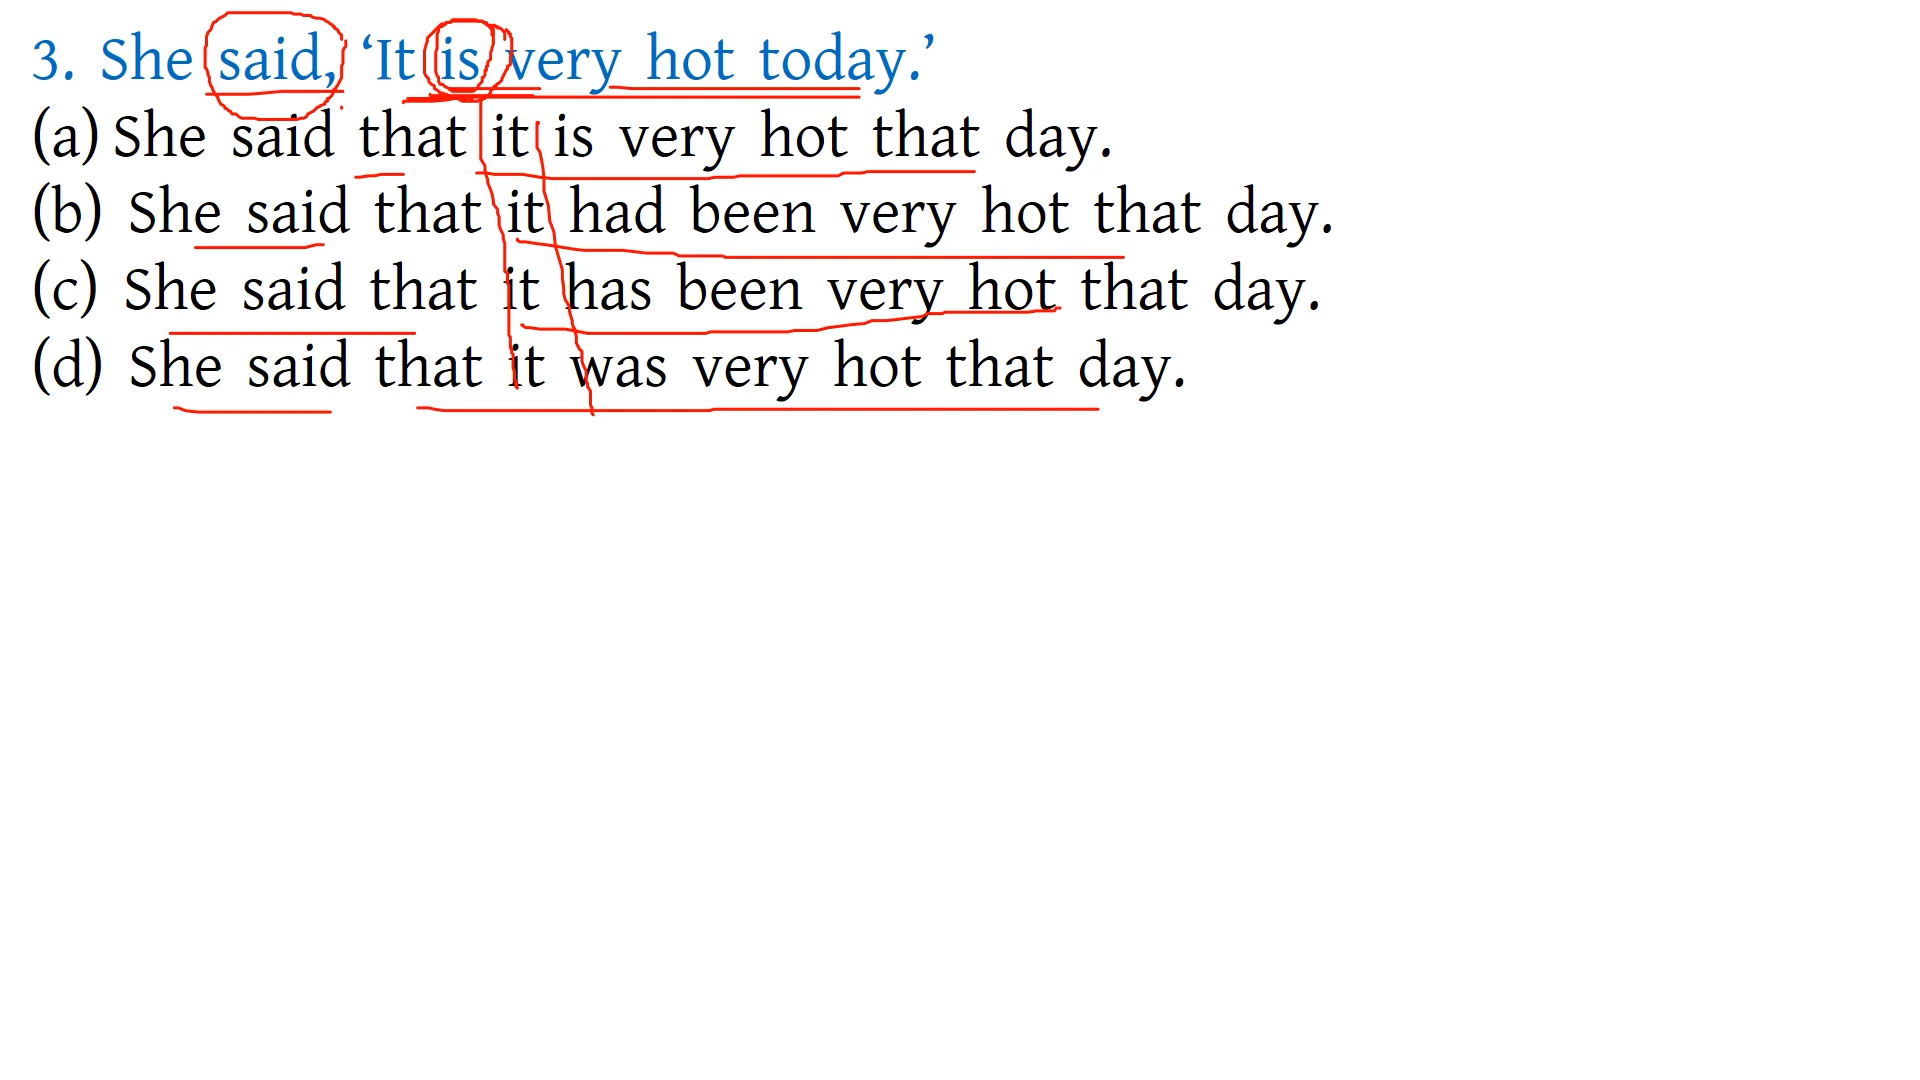 3. She said, ‘It is very hot today.’
(a) She said that it is very hot that day.
(b) She said that it had been very hot that day.
(c) She said that it has been very hot that day.
(d) She said that it was very hot that day.